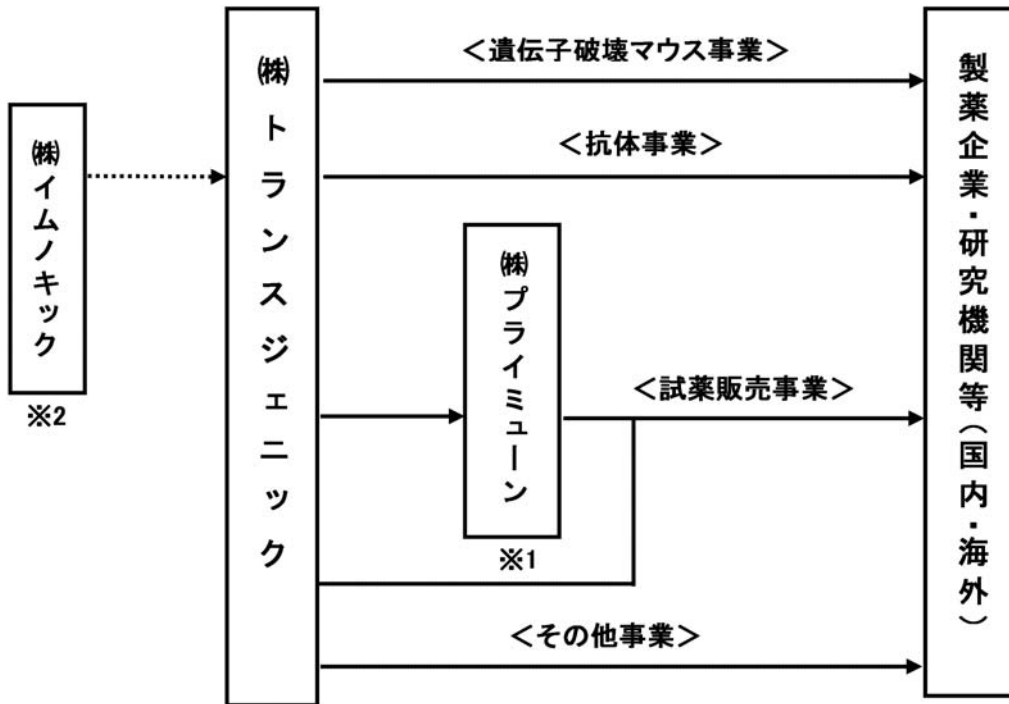 ㈱イムノキック
※2
㈱トランスジェニック
<遺伝子破壊マウス事業>
<抗体事業>
㈱プライミューン
※1
<試薬販売事業>
<その他事業>
製薬企業・研究機関等(国内・海外)